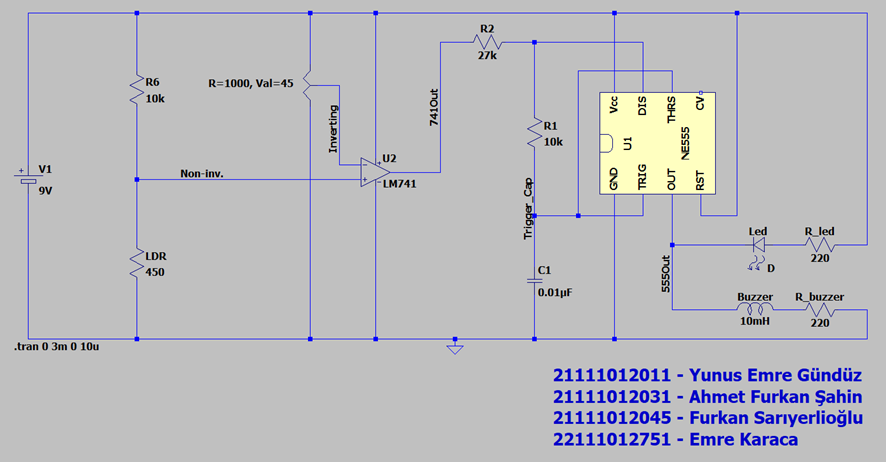 R2
27k
R=1000, Val=45
R6
10k
741Out
Inverting
Vcc
DIS
THRS
CV
R1
10k
U1
NE555
V1
9V
U2
LM741
Non-inv.
GND
TRIG
OUT
RST
Trigger_Cap
LDR
450
Led
D
R_led
220
555Out
C1
0.01µF
Buzzer
10mH
R_buzzer
220
.tran 0 3m 0 10u
21111012011 - Yunus Emre Gündüz
21111012031 - Ahmet Furkan Şahin
21111012045 - Furkan Sarıyerlioğlu
22111012751 - Emre Karaca